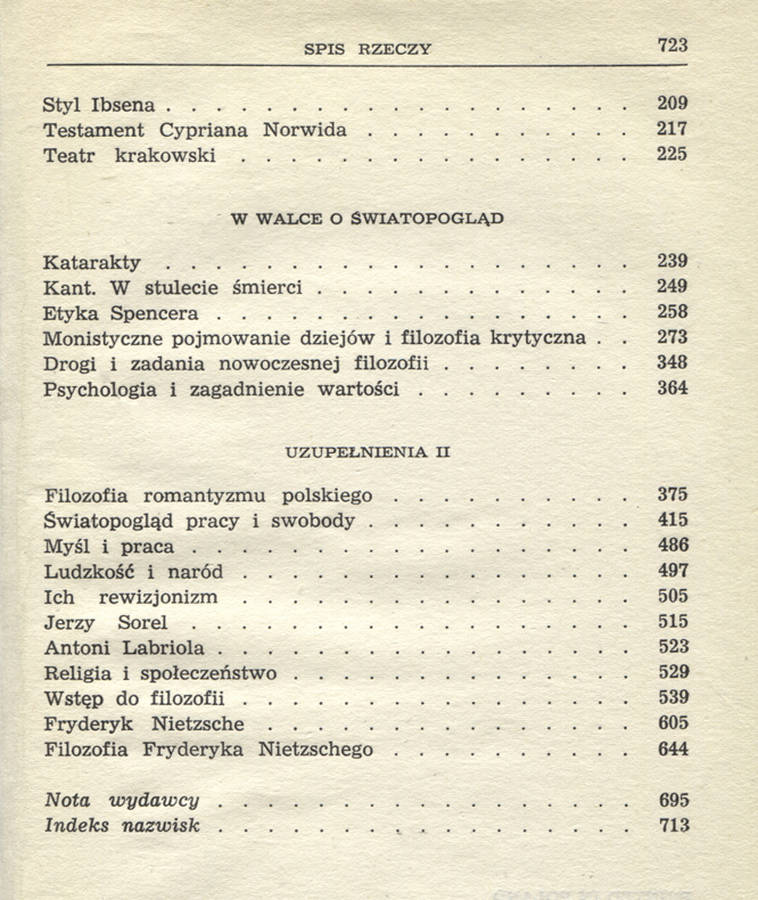 SPIS RZECZY 723
Styl Ibsena . . . . . . . . . . . . . . . . . . 209
Testament Cypriana Norwida . . . . . . . . . . . 217
Teatr krakowski . . . . . . . . . . . . . . . . 225
W WALCE O ŚWIATOPOGLĄD
Katarakty . . . . . . . . . . . . . . . . . . 239
Kant. W stulecie śmierci . . . . . . . . . . . . . 249
Etyka Spencera . . . . . . . . . . . . . . . . . 258
Monistyczne pojmowanie dziejów i filozofia krytyczna . . 273
Drogi i zadania nowoczesnej filozofii . . . . . . . . 348
Psychologia i zagadnienie wartości . . . . . . . . . 364
UZUPEŁNIENIA II
Filozofia romantyzmu polskiego . . . . . . . . . . 375
Światopogląd pracy i swobody . . . . . . . . . . . 415
Myśl i praca . . . . . . . . . . . . . . . . . . 486
Ludzkość i naród . . . . . . . . . . . . . . . . 497
Ich rewizjonizm . . . . . . . . . . . . . . . . 505
Jerzy Sorel . . . . . . . . . . . . . . . . . . 515
Antoni Labriola . . . . . . . . . . . . . . . . . 523
Religia i społeczeństwo . . . . . . . . . . . . . . 529
Wstęp do filozofii . . . . . . . . . . . . . . . . 539
Fryderyk Nietzsche . . . . . . . . . . . . . . . 605
Filozofia Fryderyka Nietzschego . . . . . . . . . . 644
Nota wydawcy . . . . . . . . . . . . . . . . . 695
Indeks nazwisk . . . . . . . . . . . . . . . . . 713